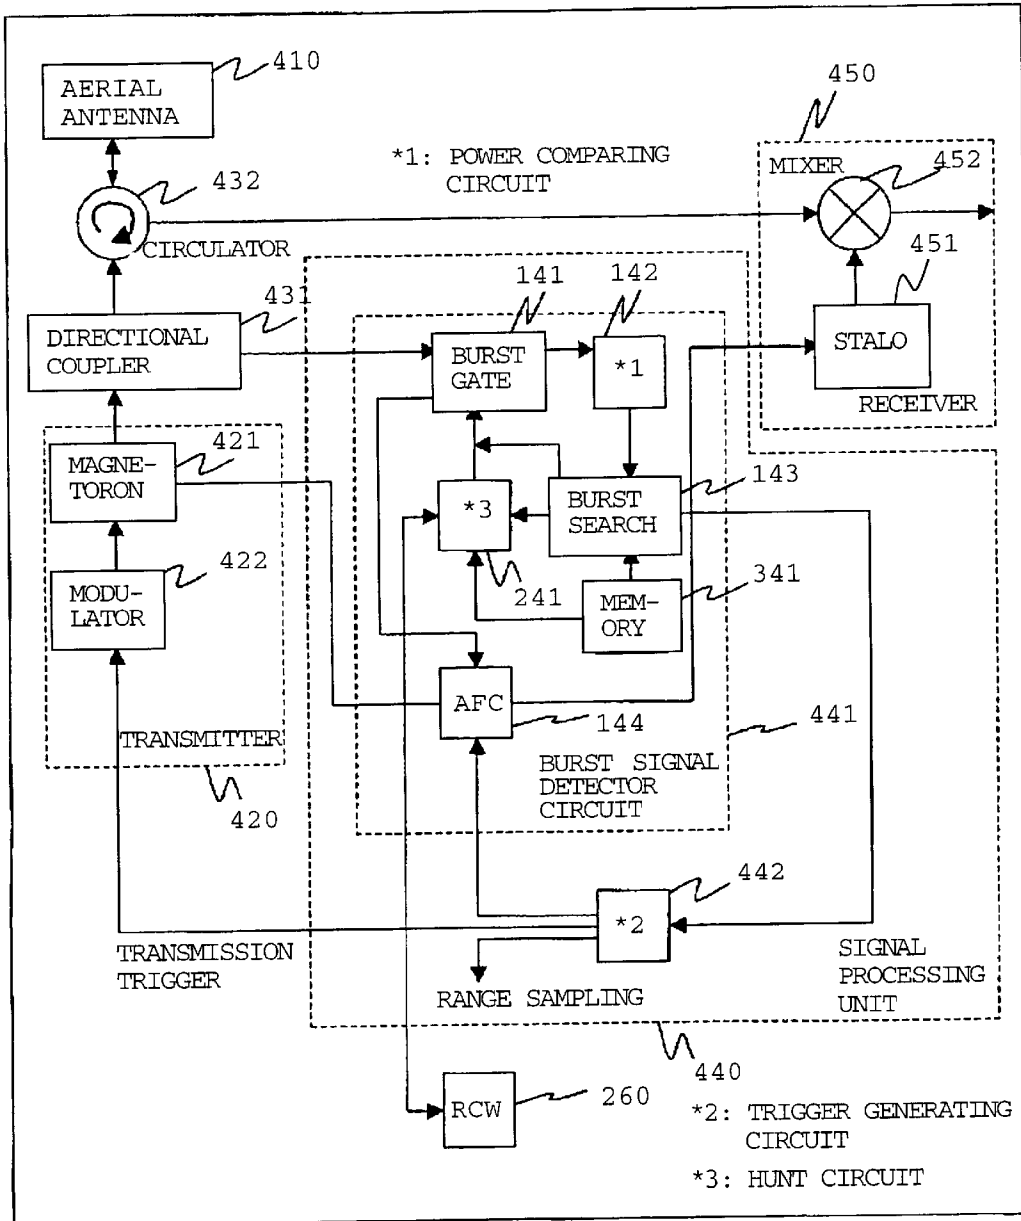 410
AERIAL
ANTENNA
450
*1: POWER COMPARING
CIRCUIT
MIXER
452
432
CIRCULATOR
451
141
142
431
DIRECTIONAL
COUPLER
BURST
GATE
*1
STALO
RECEIVER
421
MAGNE-
TORON
*3
BURST
SEARCH
143
422
MODU-
LATOR
241
MEM-
ORY
341
AFC
144
441
TRANSMITTER
BURST SIGNAL
DETECTOR
CIRCUIT
420
442
*2
TRANSMISSION
TRIGGER
RANGE SAMPLING
SIGNAL
PROCESSING
UNIT
440
RCW
260
*2: TRIGGER GENERATING
CIRCUIT
*3: HUNT CIRCUIT